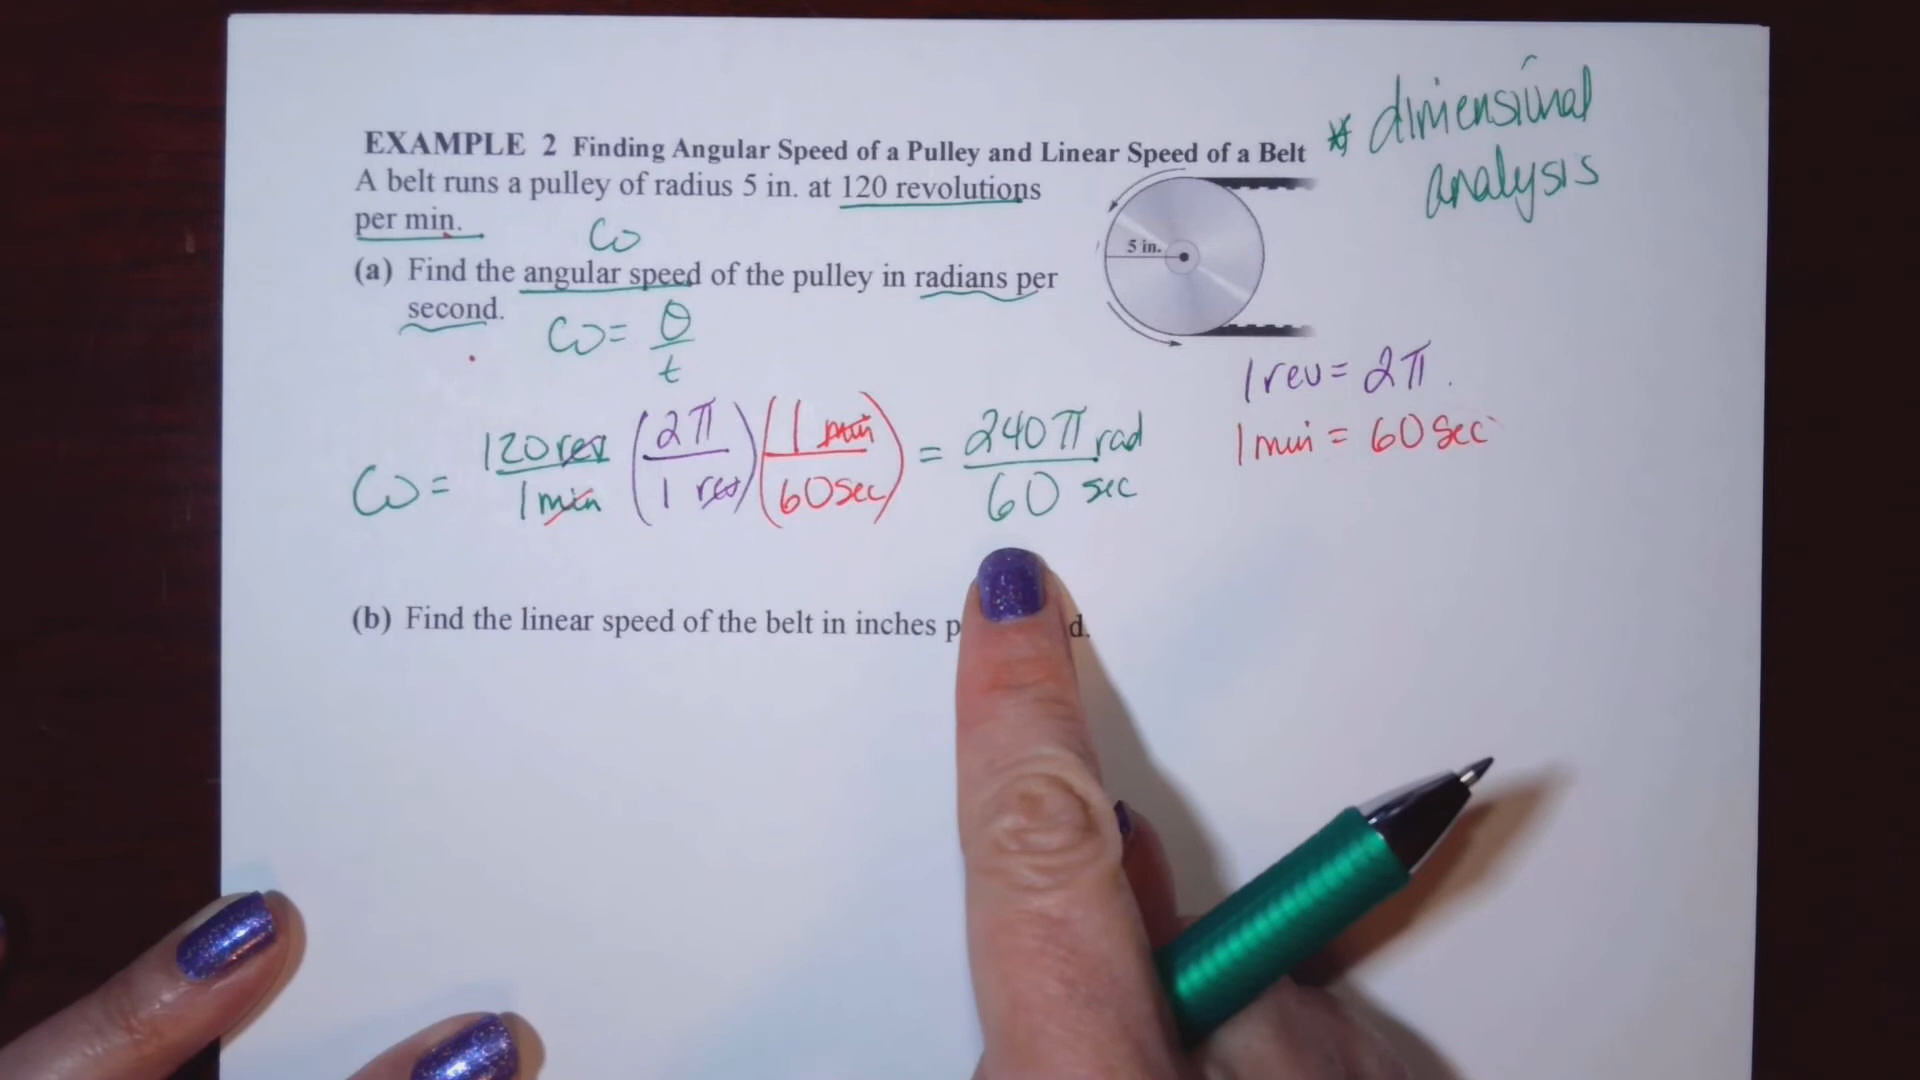 * dimensional
analysis
EXAMPLE 2 Finding Angular Speed of a Pulley and Linear Speed of a Belt
A belt runs a pulley of radius 5 in. at 120 revolutions
per min.
ω
5 in.
(a) Find the angular speed of the pulley in radians per
second.
ω = θ/t
1 rev = 2π.
1 min = 60 sec
ω = 120 rev/1 min (2π/1 rev)(1 min/60 sec) = 240π rad/60 sec
(b) Find the linear speed of the belt in inches p d.